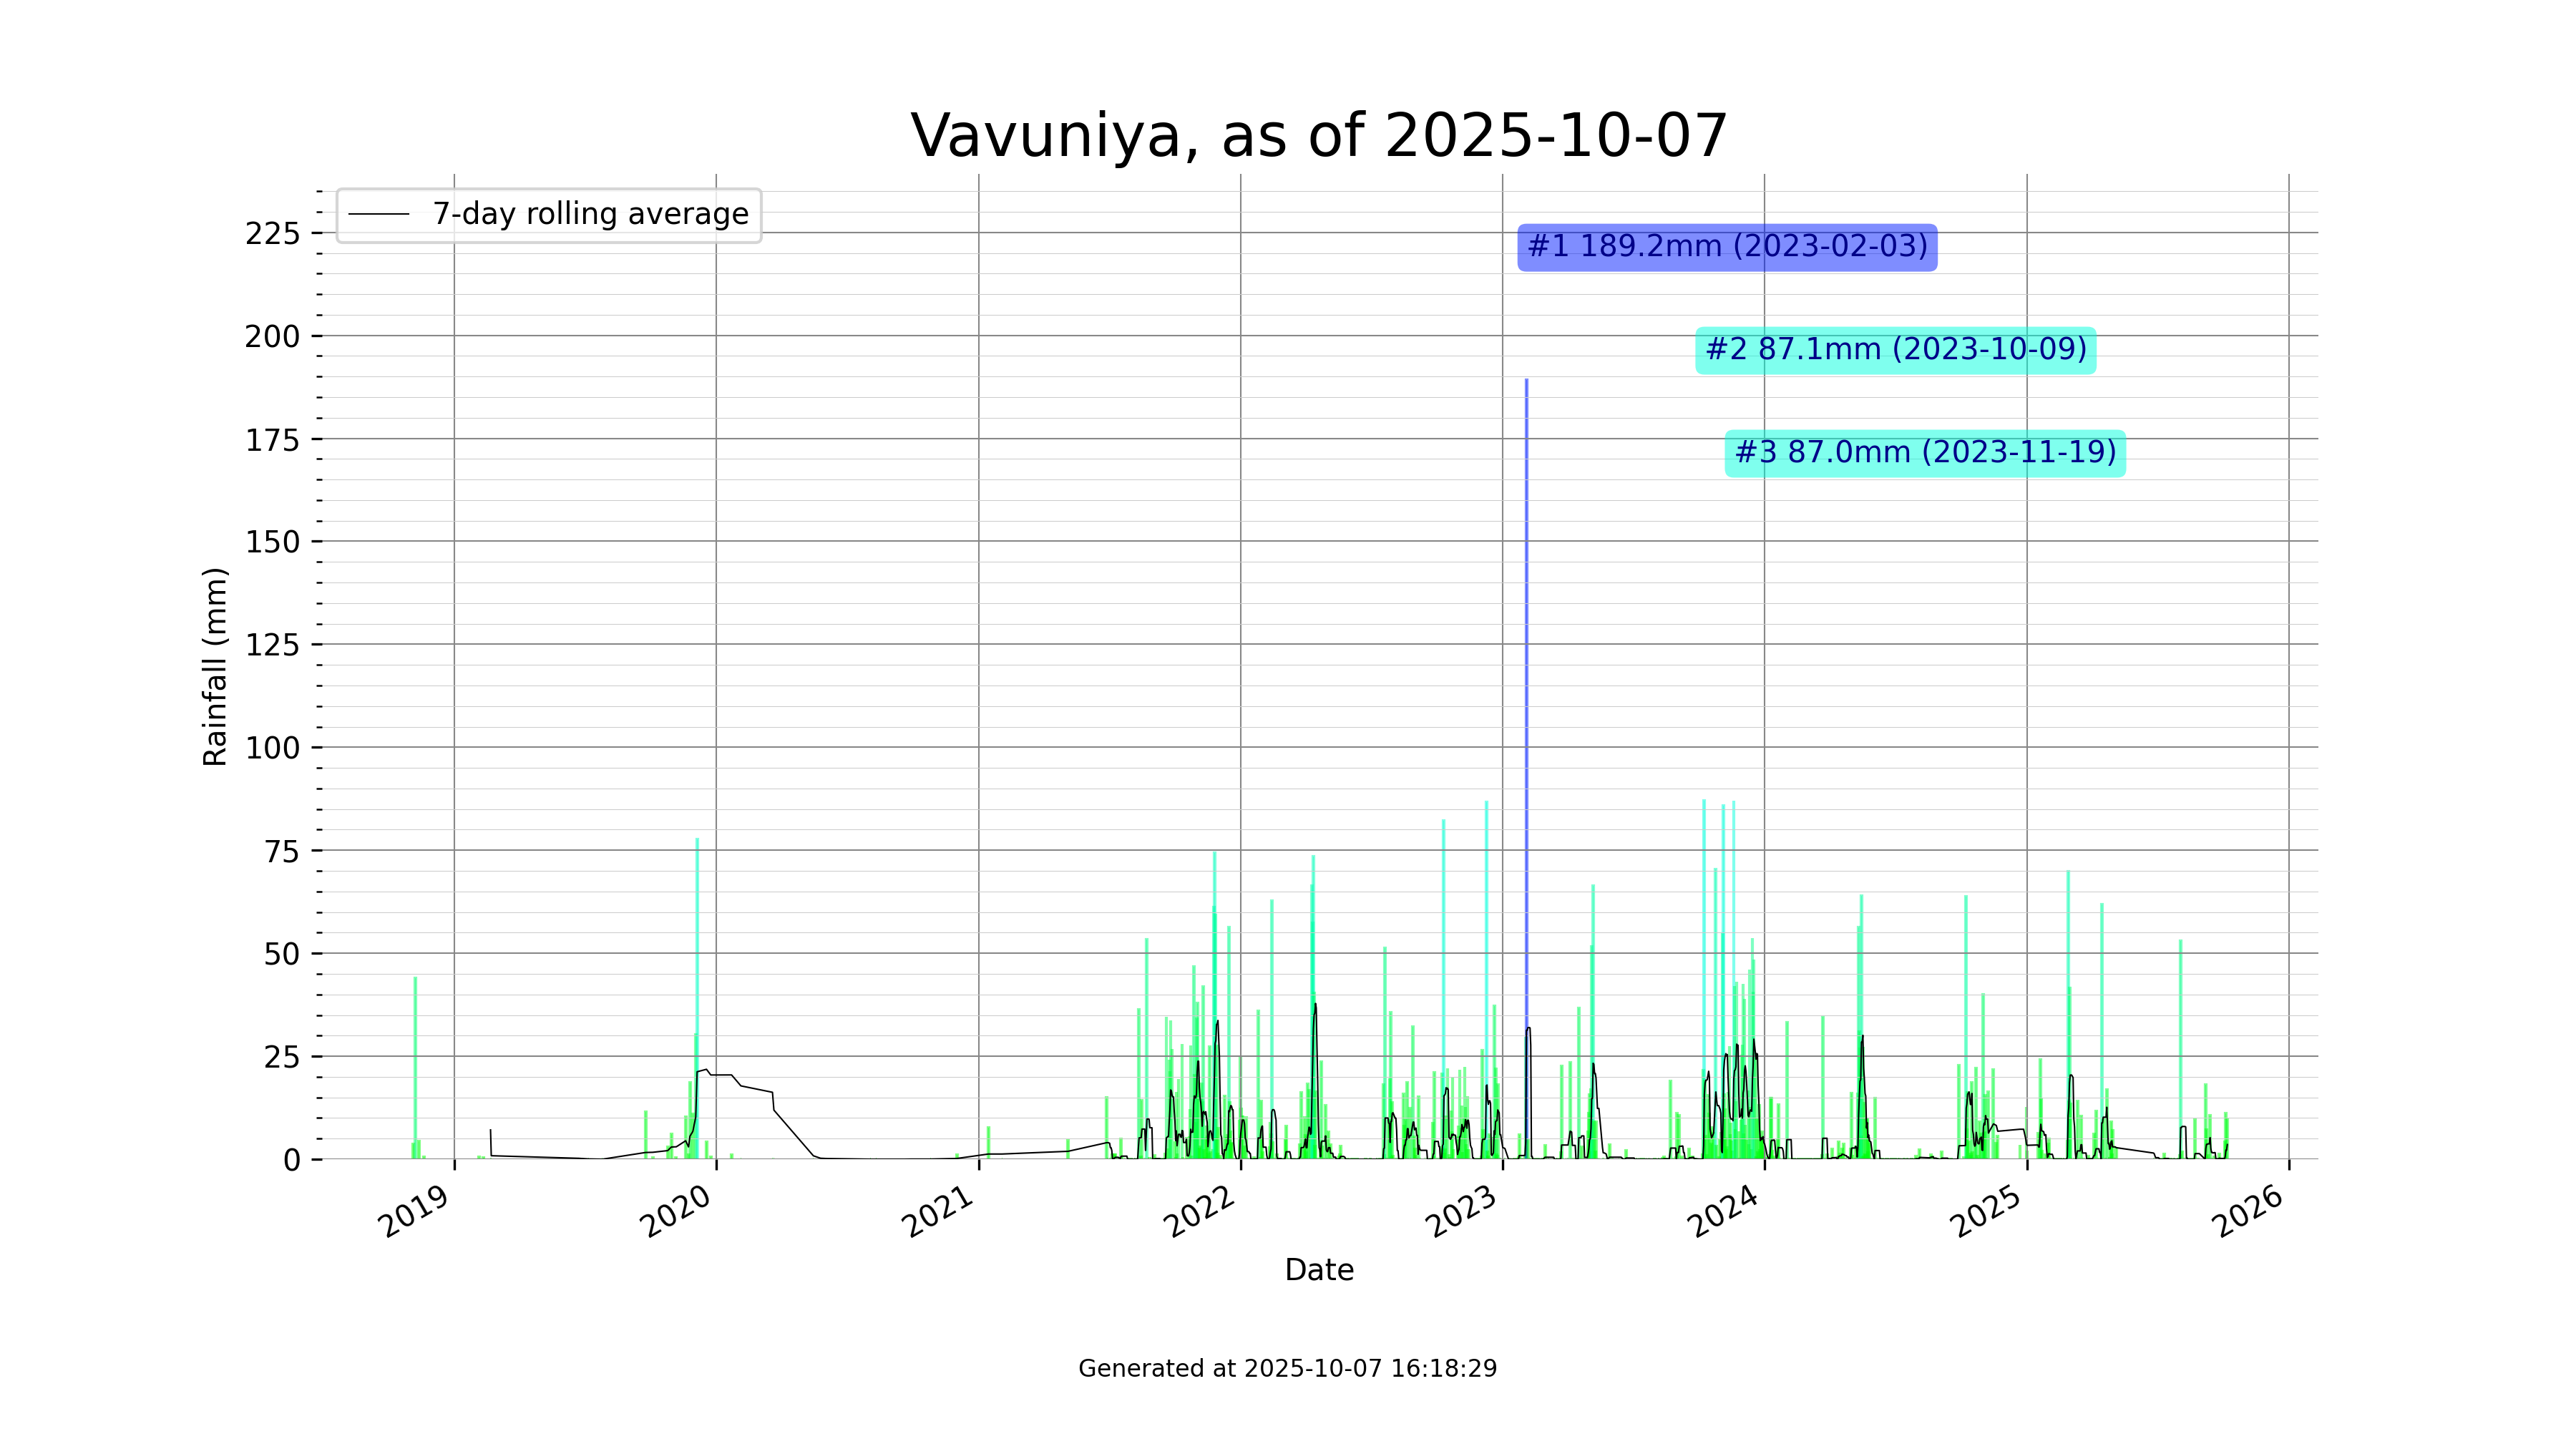 Vavuniya, as of 2025-10-07
7-day rolling average
#1 189.2mm (2023-02-03)
#2 87.1mm (2023-10-09)
#3 87.0mm (2023-11-19)
Rainfall (mm)
225
200
175
150
125
100
75
50
25
0
2019
2020
2021
2022
2023
2024
2025
2026
Date
Generated at 2025-10-07 16:18:29